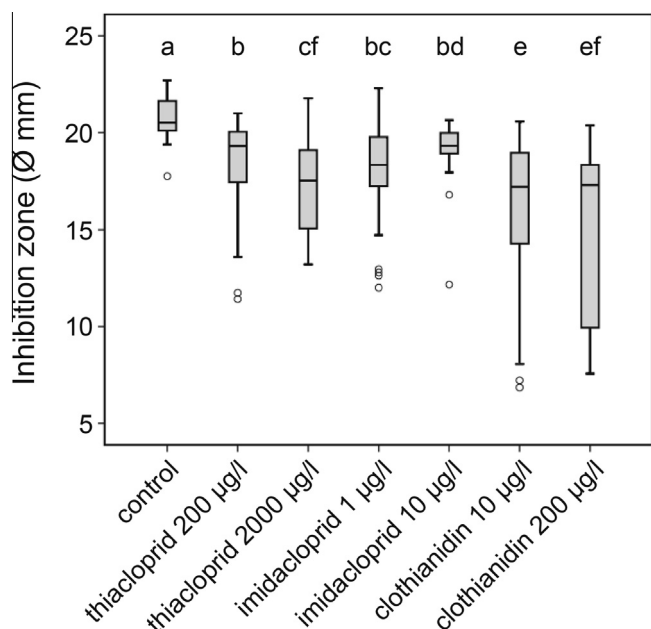 Inhibition zone (Ø mm)
25
20
15
10
5
a b cf bc bd e ef
control
thiacloprid 200 µg/l
thiacloprid 2000 µg/l
imidacloprid 1 µg/l
imidacloprid 10 µg/l
clothianidin 10 µg/l
clothianidin 200 µg/l